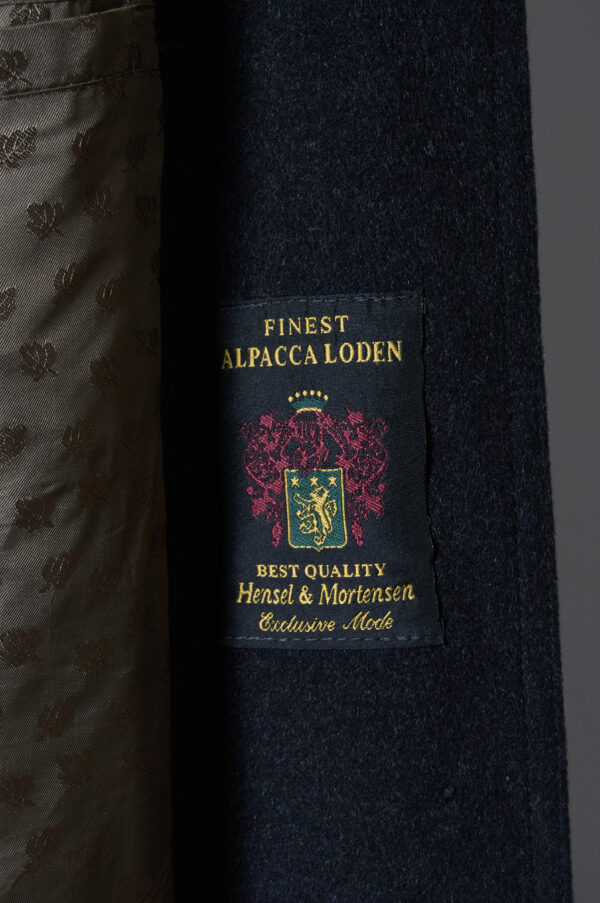 FINEST
ALPACCA LODEN
BEST QUALITY
Hensel & Mortensen
Exclusive Mode